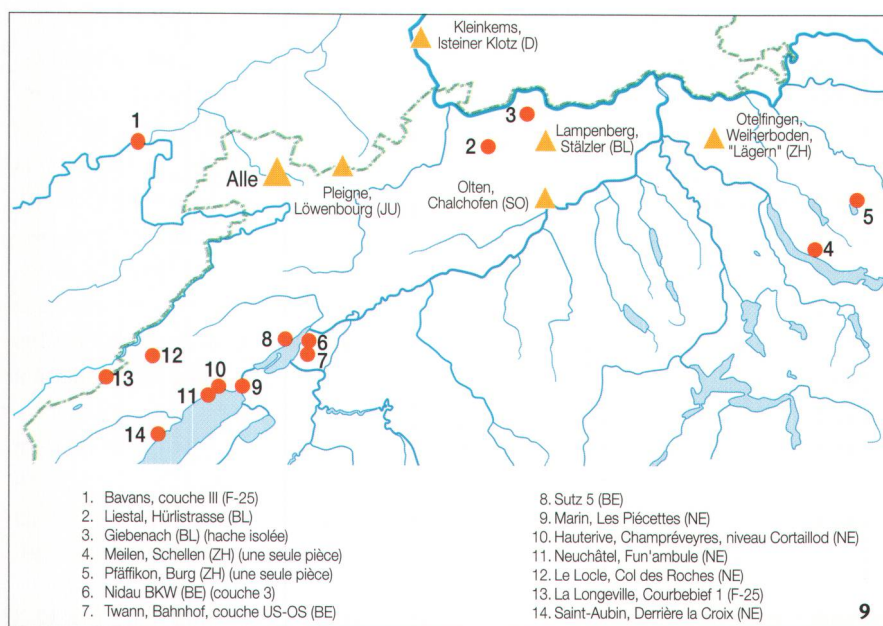 Kleinkems,
Isteiner Klotz (D)
1
3
2
Lampenberg,
Stälzler (BL)
Otelfingen,
Weiherboden,
"Lägern" (ZH)
Alle
Pleigne,
Löwenbourg (JU)
Olten,
Chalchofen (SO)
5
4
8
6
7
12
13
10
9
11
14
1. Bavans, couche III (F-25)
2. Liestal, Hürlistrasse (BL)
3. Giebenach (BL) (hache isolée)
4. Meilen, Schellen (ZH) (une seule pièce)
5. Pfäffikon, Burg (ZH) (une seule pièce)
6. Nidau BKW (BE) (couche 3)
7. Twann, Bahnhof, couche US-OS (BE)
8. Sutz 5 (BE)
9. Marin, Les Piécettes (NE)
10. Hauterive, Champréveyres, niveau Cortaillod (NE)
11. Neuchâtel, Fun'ambule (NE)
12. Le Locle, Col des Roches (NE)
13. La Longeville, Courbebief 1 (F-25)
14. Saint-Aubin, Derrière la Croix (NE)
9